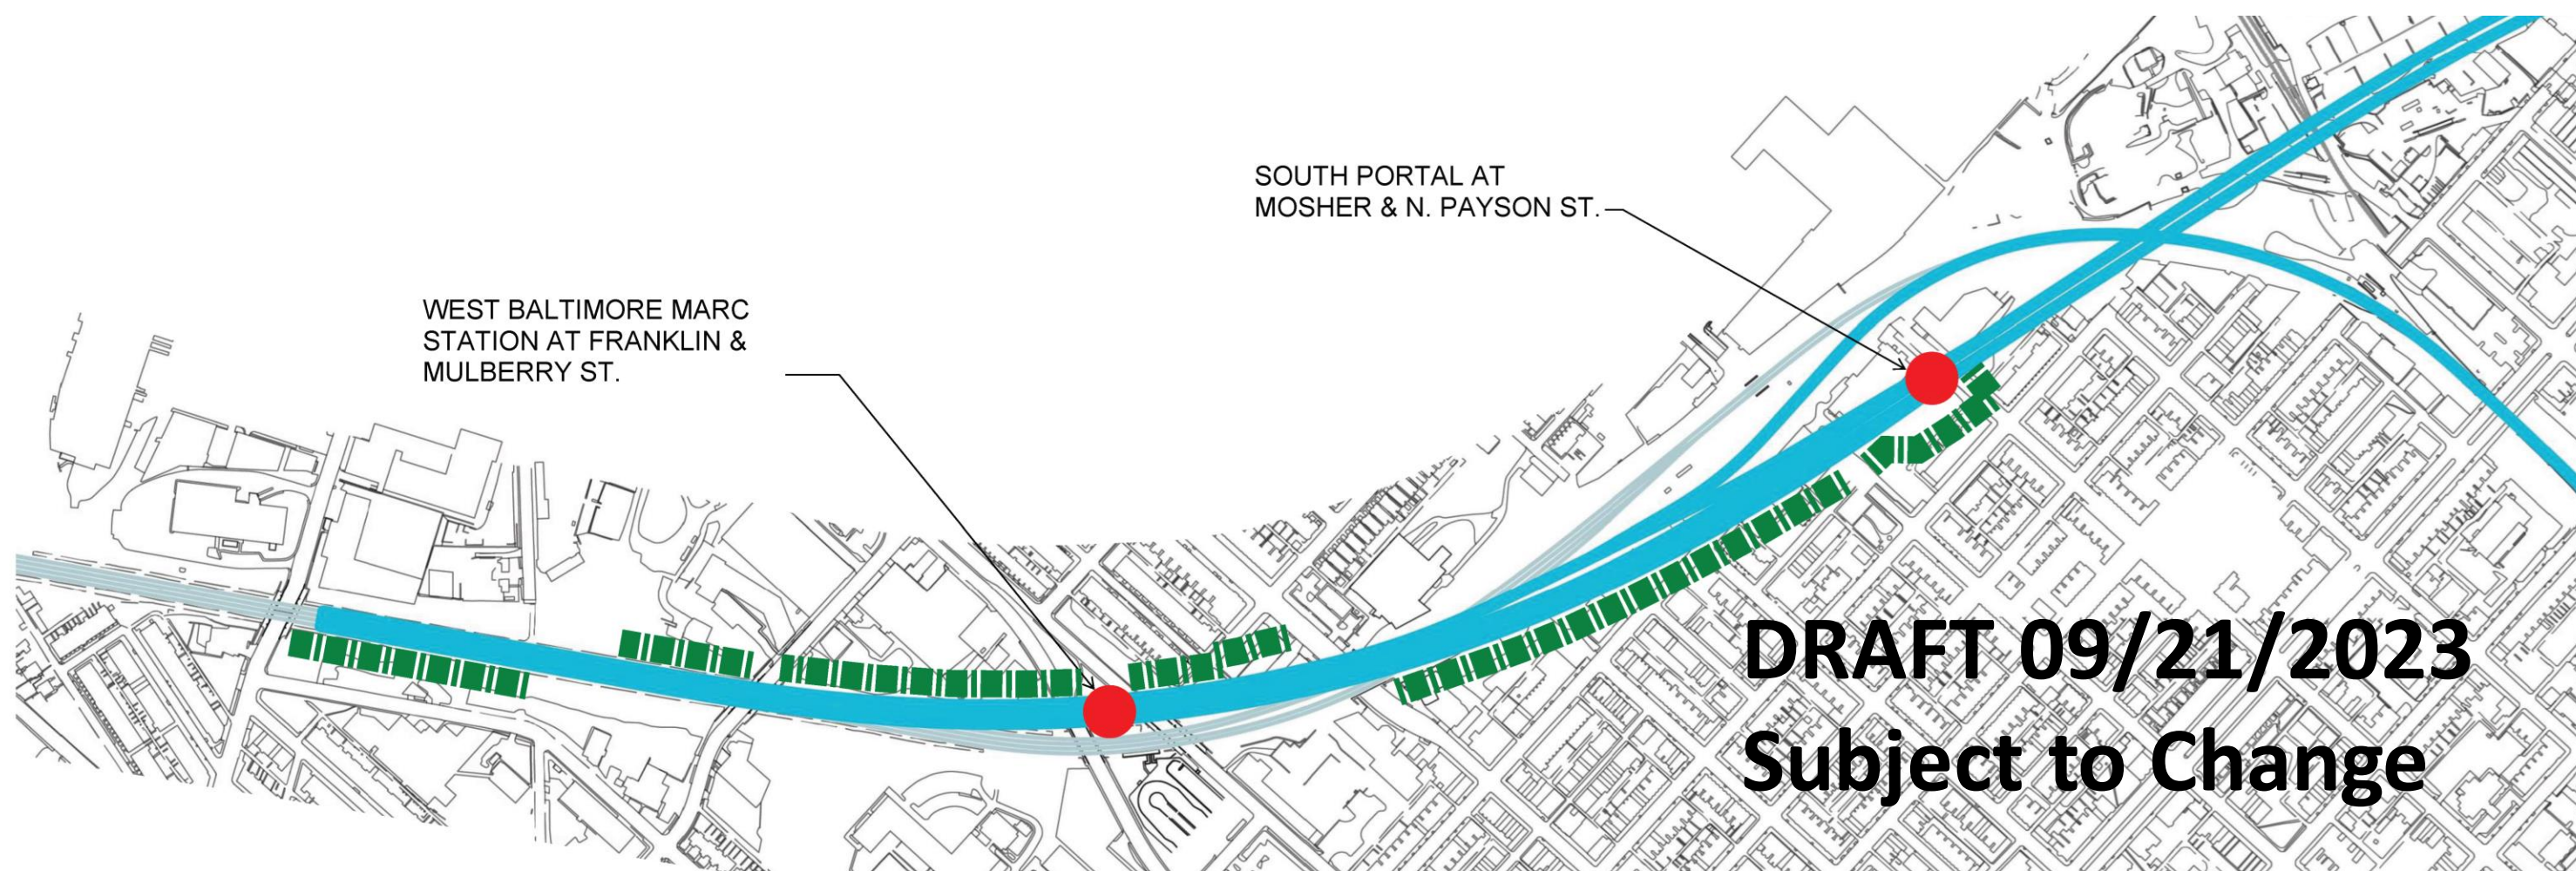 SOUTH PORTAL AT
MOSHER & N. PAYSON ST.
WEST BALTIMORE MARC
STATION AT FRANKLIN &
MULBERRY ST.
DRAFT 09/21/2023
Subject to Change